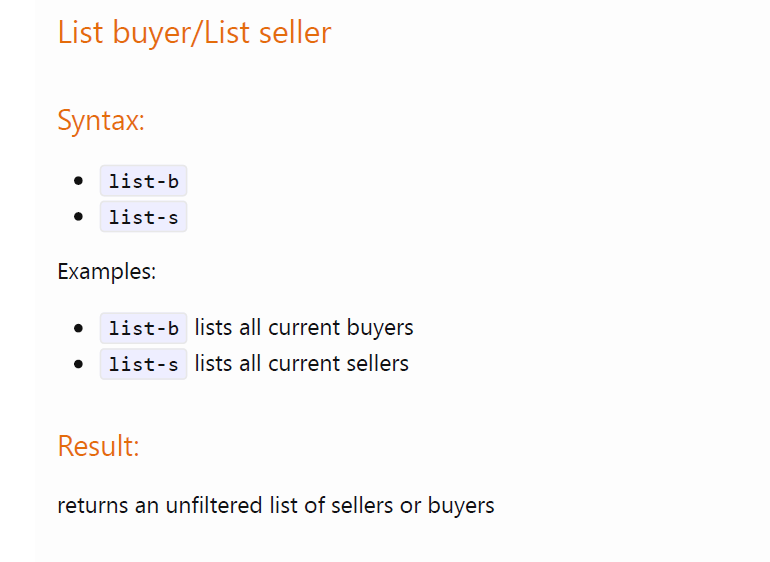 List buyer/List seller
Syntax:
list-b
list-s
Examples:
list-b lists all current buyers
list-s lists all current sellers
Result:
returns an unfiltered list of sellers or buyers